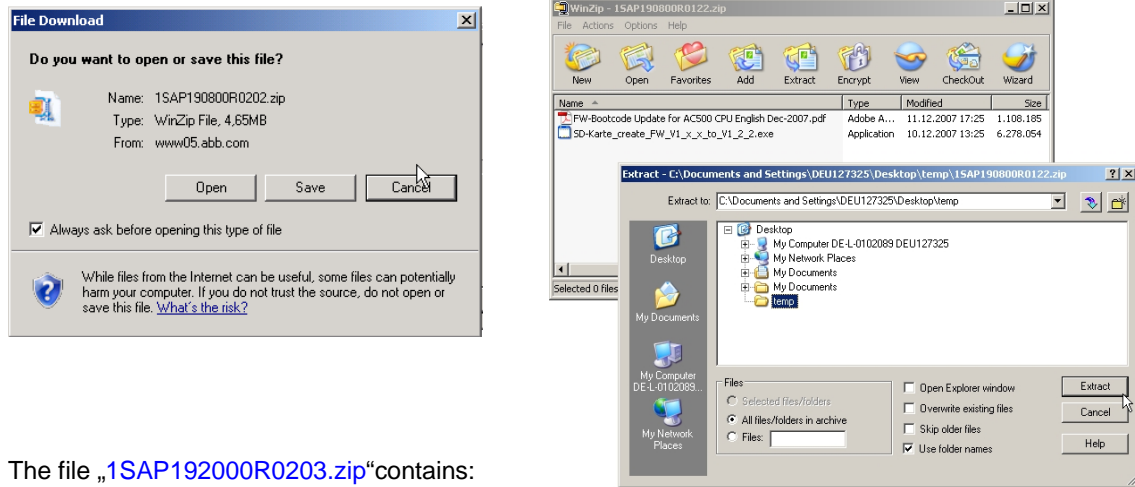 File Download
Do you want to open or save this file?
Name: 1SAP190800R0202.zip
Type: WinZip File, 4,65MB
From: www05.abb.com
Open Save Cancel
Always ask before opening this type of file
While files from the Internet can be useful, some files can potentially
harm your computer. If you do not trust the source, do not open or
save this file. What's the risk?
WinZip - 1SAP190800R0122.zip
File Actions Options Help
New Open Favorites Add Extract Encrypt View CheckOut Wizard
Name Type Modified Size
FW-Bootcode Update for AC500 CPU English Dec-2007.pdf Adobe A... 11.12.2007 17:25 1.108.185
SD-Karte_create_FW_V1_x_x_to_V1_2_2.exe Application 10.12.2007 13:25 6.278.054
Selected 0 files
Extract - C:\Documents and Settings\DEU127325\Desktop\temp\1SAP190800R0122.zip
Extract to: C:\Documents and Settings\DEU127325\Desktop\temp
Desktop
My Documents
My Computer
DE-L-0102089...
My Network
Places
Desktop
My Computer DE-L-0102089 DEU127325
My Network Places
My Documents
My Documents
temp
Files
Selected files/folders
All files/folders in archive
Files:
Open Explorer window
Overwrite existing files
Skip older files
Use folder names
Extract
Cancel
Help
The file „1SAP192000R0203.zip“contains: